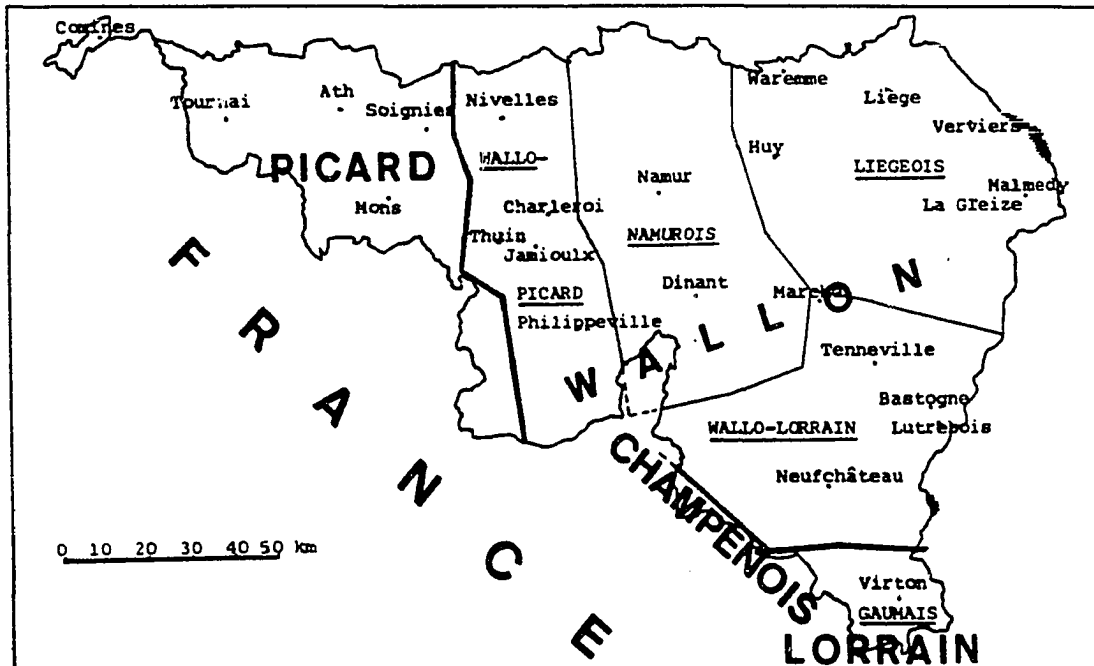 Comines
Tournai
Ath
Soignies
PICARD
Mons
Nivelles
WALLO-
Charleroi
Thuin
Jamioulx
PICARD
Philippeville
Namur
NAMUROIS
Dinant
Waremme
Liège
Verviers
Huy
LIEGEOIS
Malmedy
La Gleize
Marche
WALLON
Tenneville
Bastogne
WALLO-LORRAIN
Lutrebois
Neufchâteau
CHAMPENOIS
Virton
GAUMAIS
LORRAIN
FRANCE
0 10 20 30 40 50 km